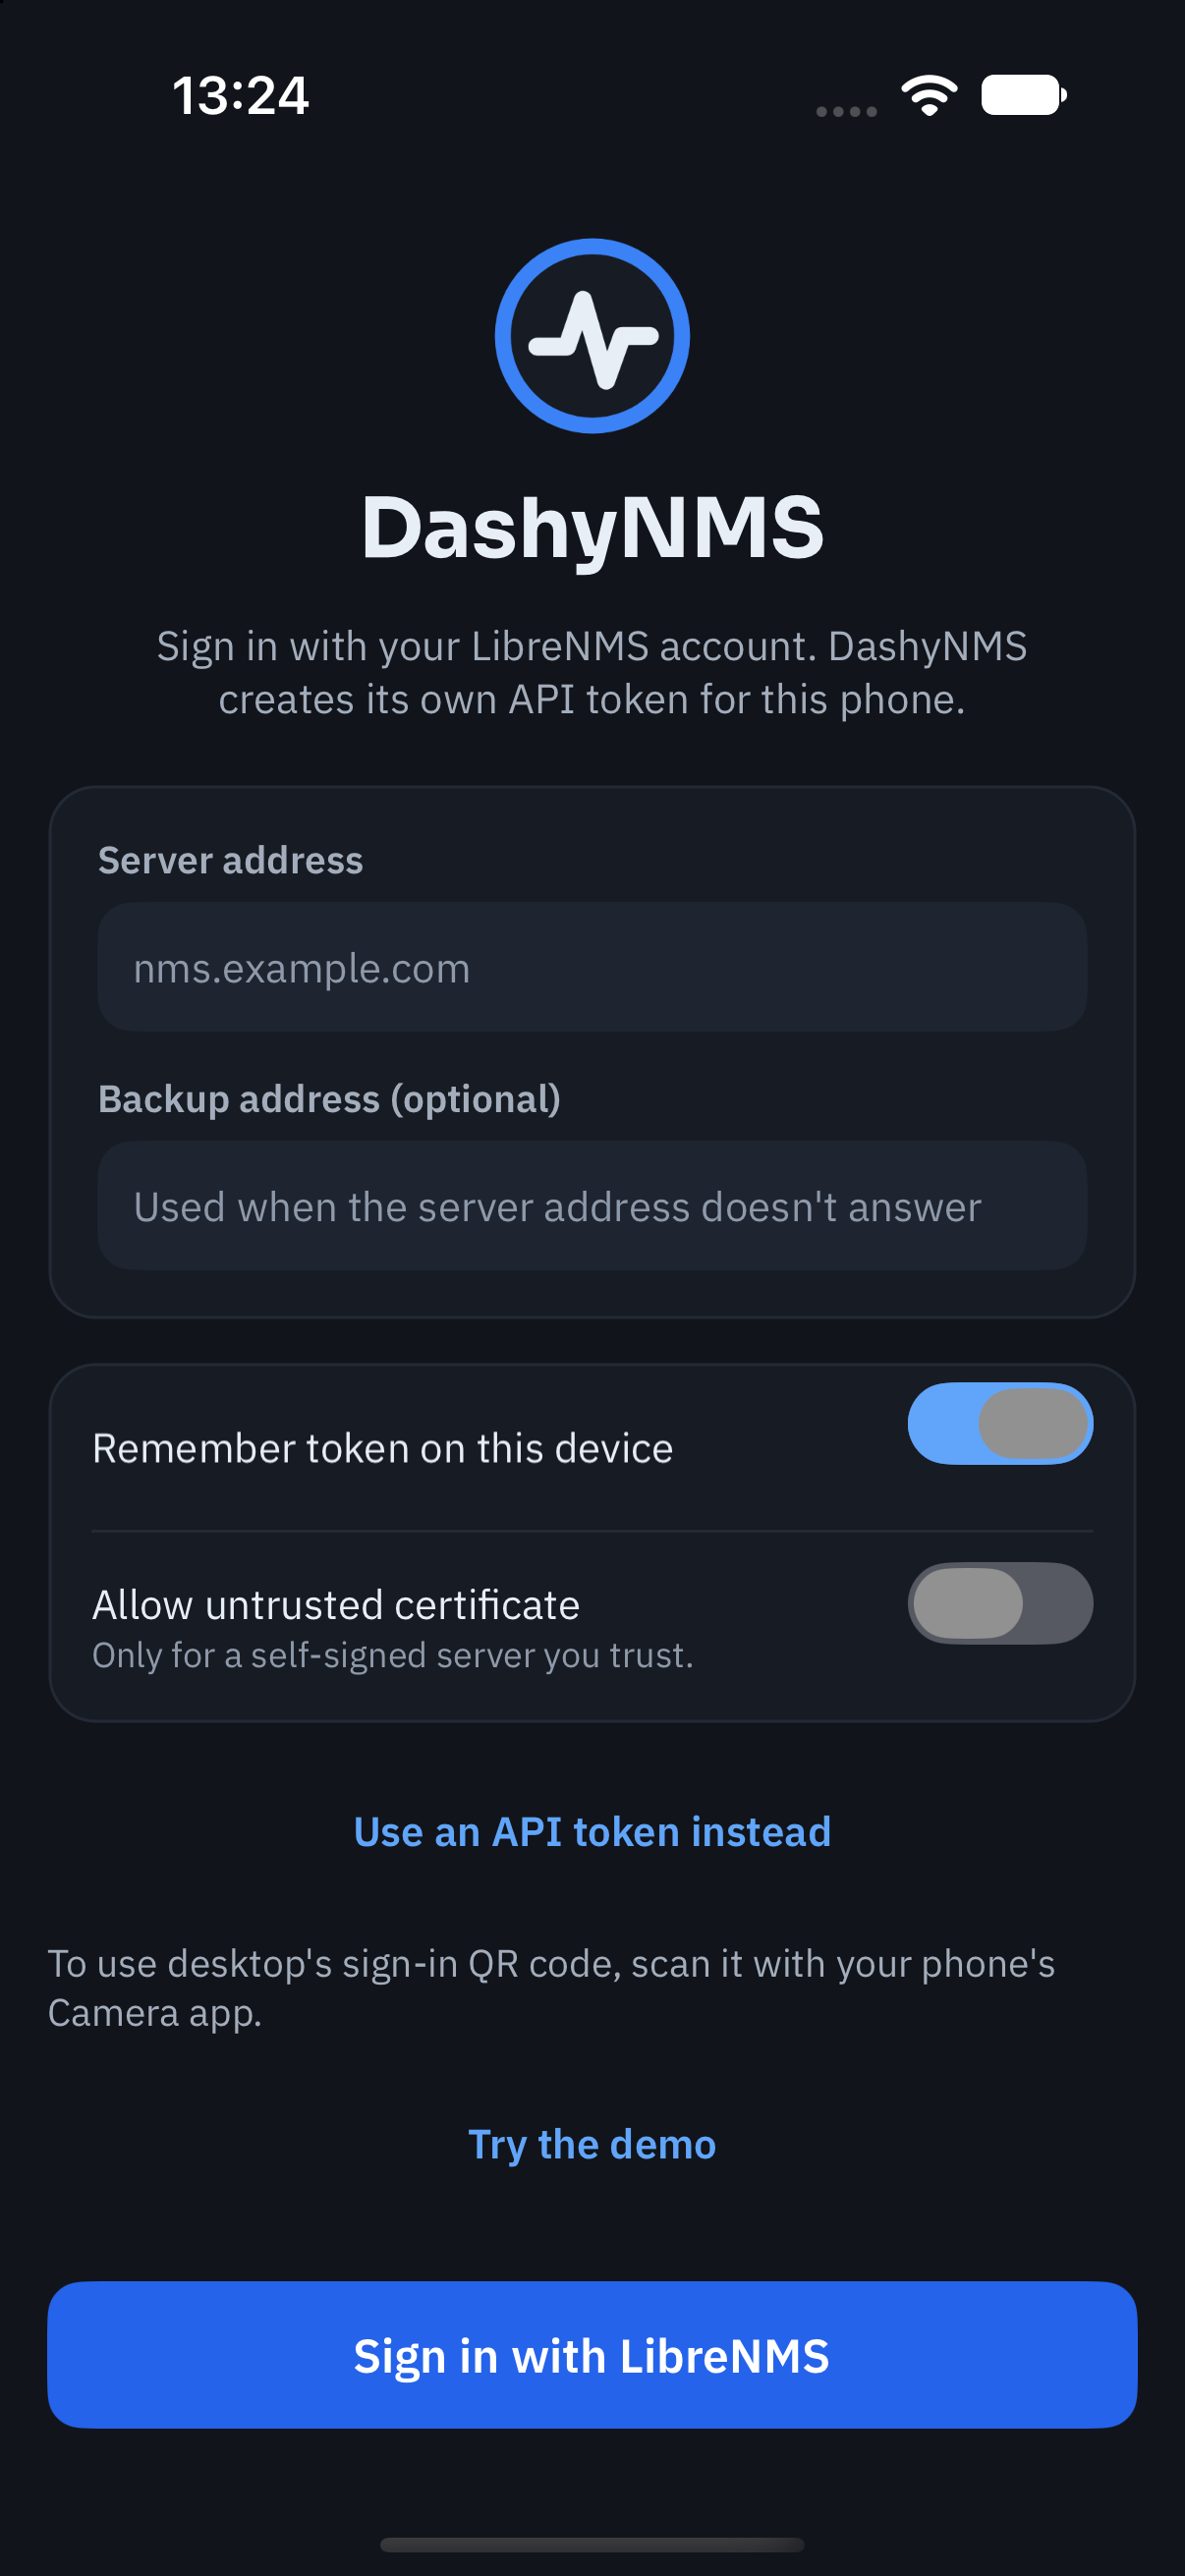 13:24
DashyNMS
Sign in with your LibreNMS account. DashyNMS
creates its own API token for this phone.
Server address
nms.example.com
Backup address (optional)
Used when the server address doesn't answer
Remember token on this device
Allow untrusted certificate
Only for a self-signed server you trust.
Use an API token instead
To use desktop's sign-in QR code, scan it with your phone's
Camera app.
Try the demo
Sign in with LibreNMS